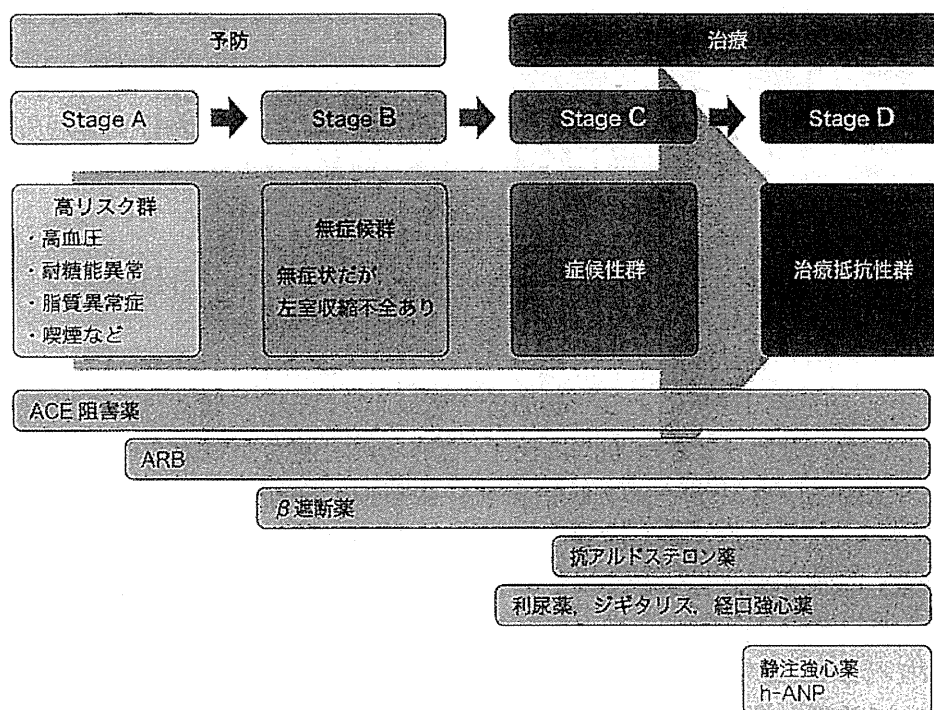 予防
治療
Stage A
Stage B
Stage C
Stage D
高リスク群
・高血圧
・耐糖能異常
・脂質異常症
・喫煙など
無症候群
無症状だが，
左室収縮不全あり
症候性群
治療抵抗性群
ACE 阻害薬
ARB
β遮断薬
抗アルドステロン薬
利尿薬，ジギタリス，経口強心薬
静注強心薬
h-ANP